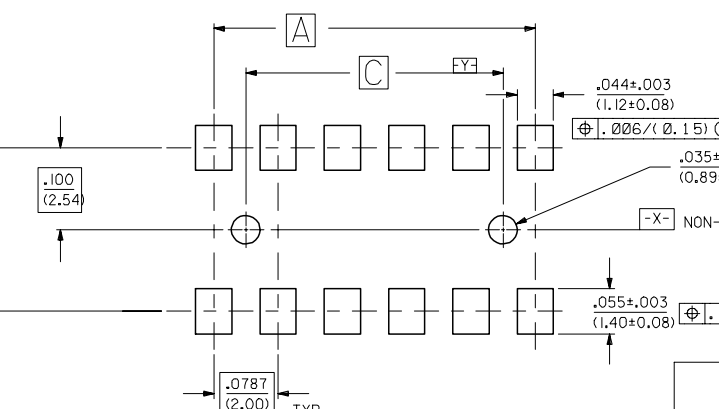 A
C
-Y-
.044±.003
(1.12±0.08)
.006/(0.15)
.100
(2.54)
.035±
(0.89±
-X- NON-
.055±.003
(1.40±0.08)
.0787
(2.00) TYP